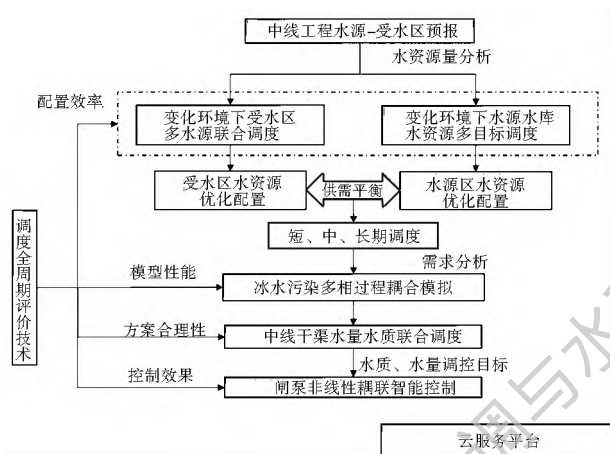 中线工程水源-受水区预报
水资源量分析
配置效率
变化环境下受水区
多水源联合调度
变化环境下水源水库
水资源多目标调度
受水区水资源
优化配置
供需平衡
水源区水资源
优化配置
短、中、长期调度
需求分析
调度全周期评价技术
模型性能
冰水污染多相过程耦合模拟
方案合理性
中线干渠水量水质联合调度
水质、水量调控目标
控制效果
闸泵非线性耦联智能控制
云服务平台
调与水